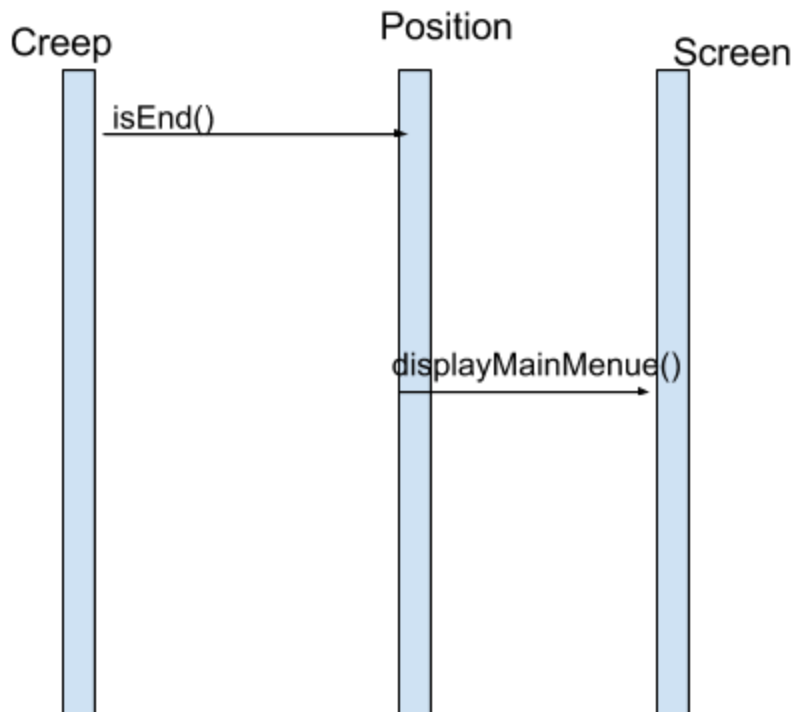 Creep
Position
Screen
isEnd()
displayMainMenue()